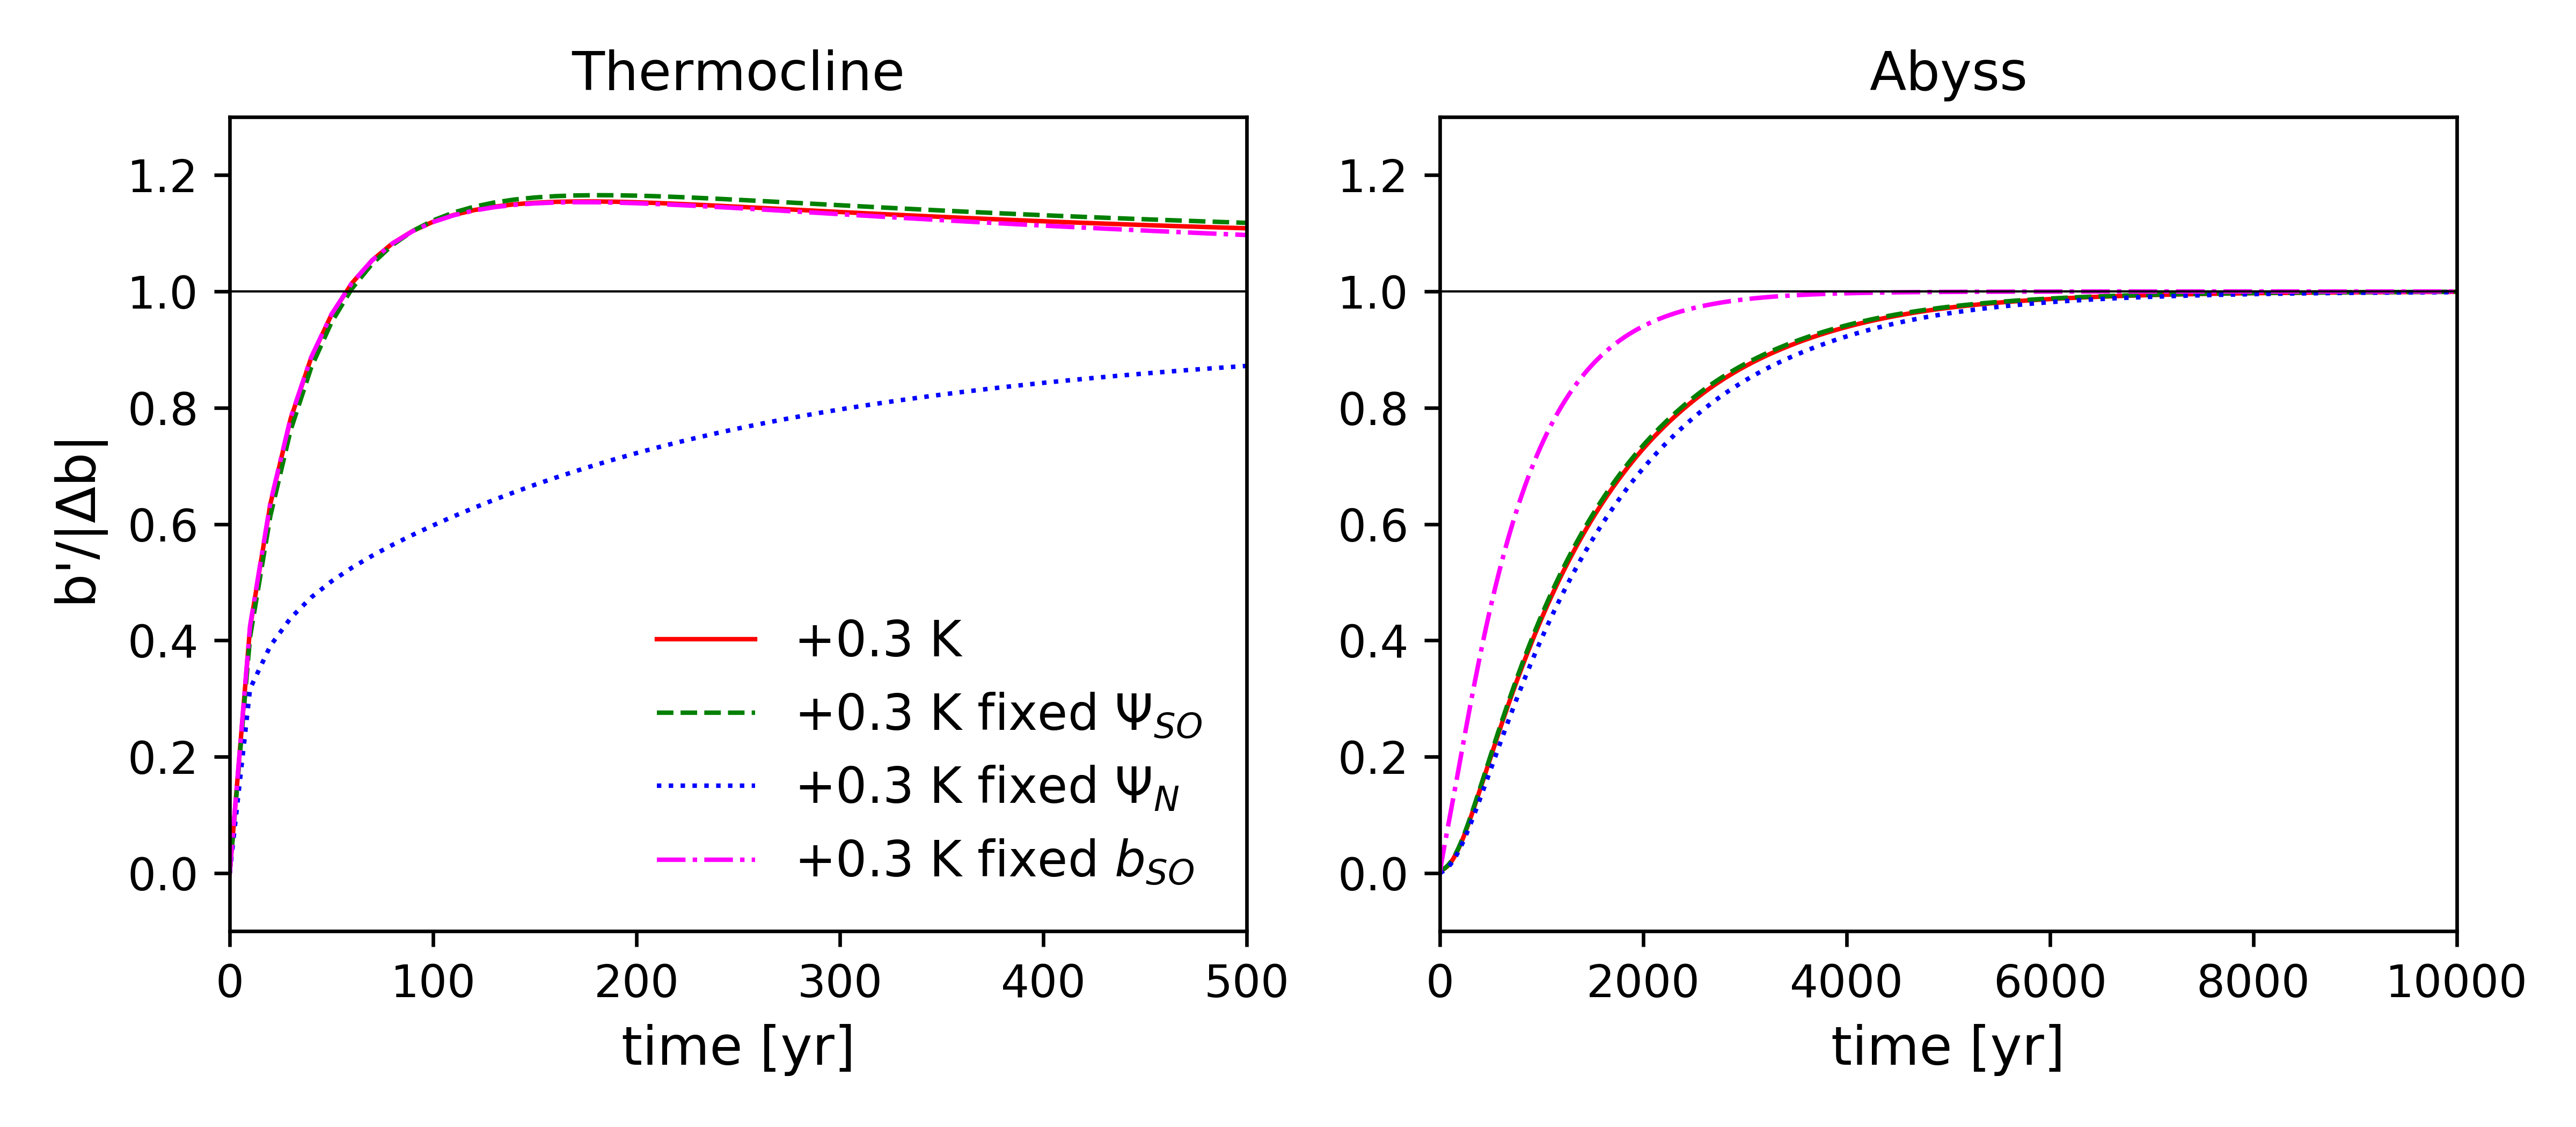 Thermocline
b'/|Δb|
1.2
1.0
0.8
0.6
0.4
0.2
0.0
0 100 200 300 400 500
time [yr]
+0.3 K
+0.3 K fixed Ψ_SO
+0.3 K fixed Ψ_N
+0.3 K fixed b_SO
Abyss
1.2
1.0
0.8
0.6
0.4
0.2
0.0
0 2000 4000 6000 8000 10000
time [yr]